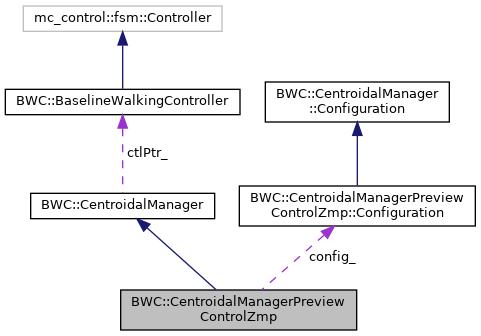 mc_control::fsm::Controller
BWC::BaselineWalkingController
BWC::CentroidalManager
::Configuration
ctlPtr_
BWC::CentroidalManager
BWC::CentroidalManagerPreview
ControlZmp::Configuration
config_
BWC::CentroidalManagerPreview
ControlZmp